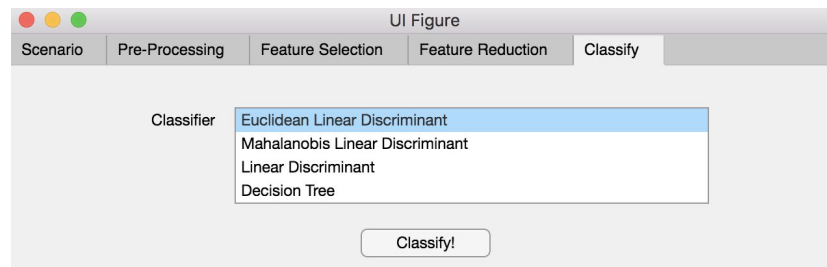 UI Figure
Scenario Pre-Processing Feature Selection Feature Reduction Classify
Classifier Euclidean Linear Discriminant
Mahalanobis Linear Discriminant
Linear Discriminant
Decision Tree
Classify!